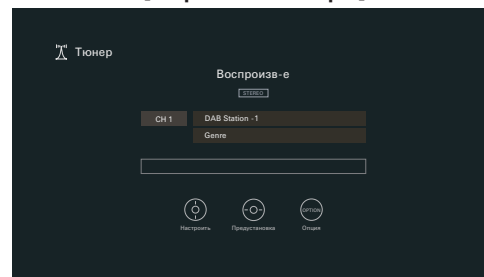 Тюнер
Воспроизв-е
STEREO
CH 1
DAB Station -1
Genre
OPTION
Настроить
Предустановка
Опция